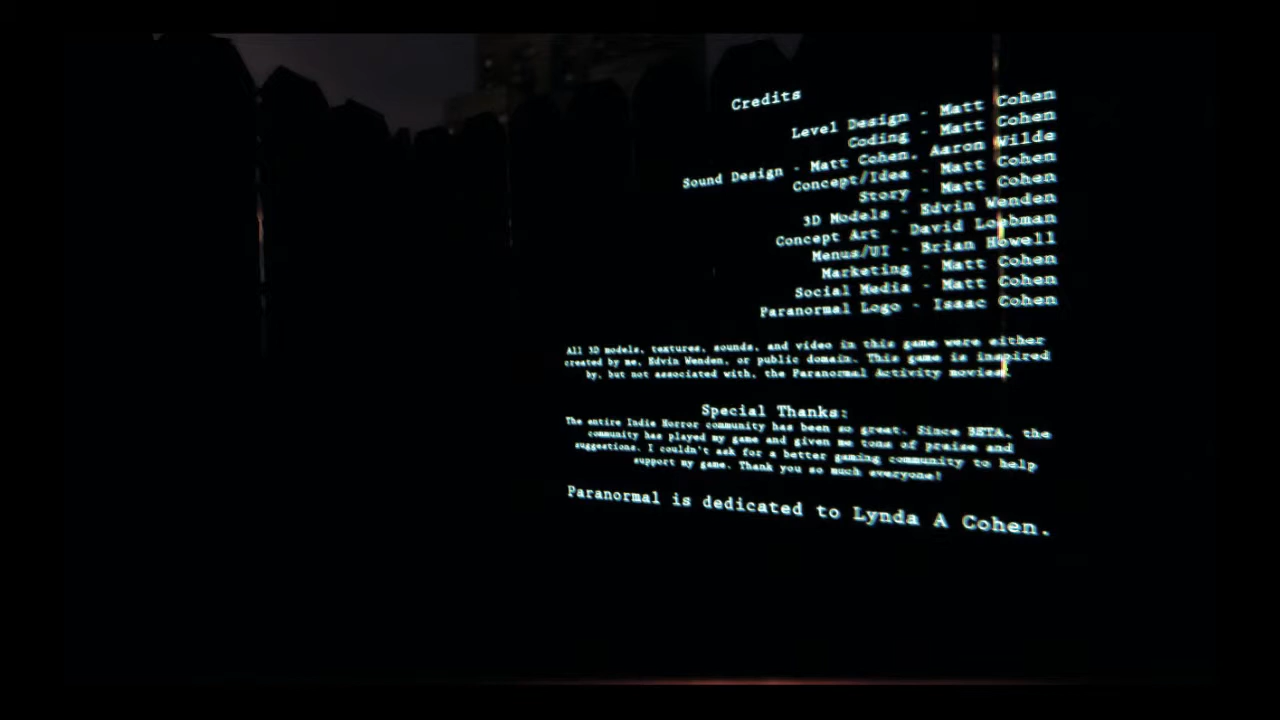 Credits
Level Design - Matt Cohen
Coding - Matt Cohen
Sound Design - Matt Cohen, Aaron Wilde
Concept/Idea - Matt Cohen
Story - Matt Cohen
3D Models - Edvin Wenden
Concept Art - David Loebman
Menus/UI - Brian Howell
Marketing - Matt Cohen
Social Media - Matt Cohen
Paranormal Logo - Isaac Cohen
All 3D models, textures, sounds, and video in this game were either
created by me, Edvin Wenden, or public domain. This game is inspired
by, but not associated with, the Paranormal Activity movies.
Special Thanks:
The entire Indie Horror community has been so great. Since BETA, the
community has played my game and given me tons of praise and
suggestions. I couldn't ask for a better gaming community to help
support my game. Thank you so much everyone!
Paranormal is dedicated to Lynda A Cohen.